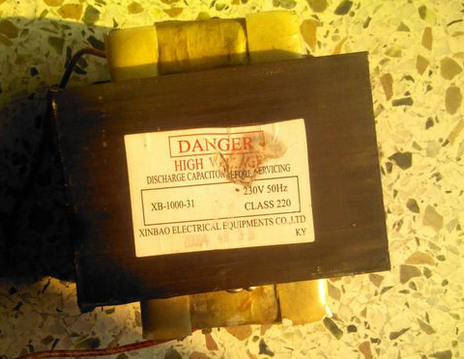 DANGER
HIGH VOLTAGE
DISCHARGE CAPACITOR BEFORE SERVICING
230V 50Hz
XB-1000-31
CLASS 220
XINBAO ELECTRICAL EQUIPMENTS CO.,LTD
KY